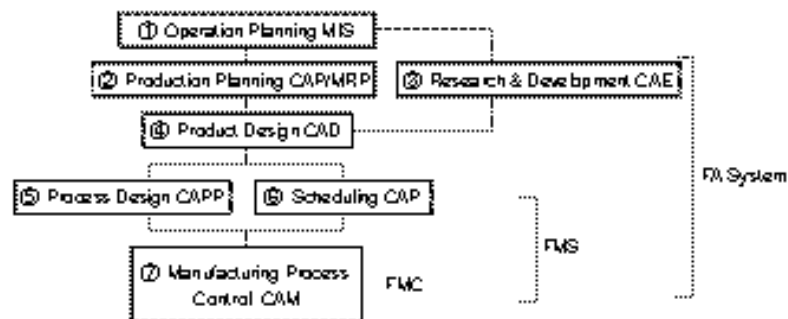 ① Operation Planning MIS
② Production Planning CAP/MRP
③ Research & Development CAE
④ Product Design CAD
FA System
⑤ Process Design CAPP
⑥ Scheduling CAP
FMS
⑦ Manufacturing Process
Control CAM
FMC